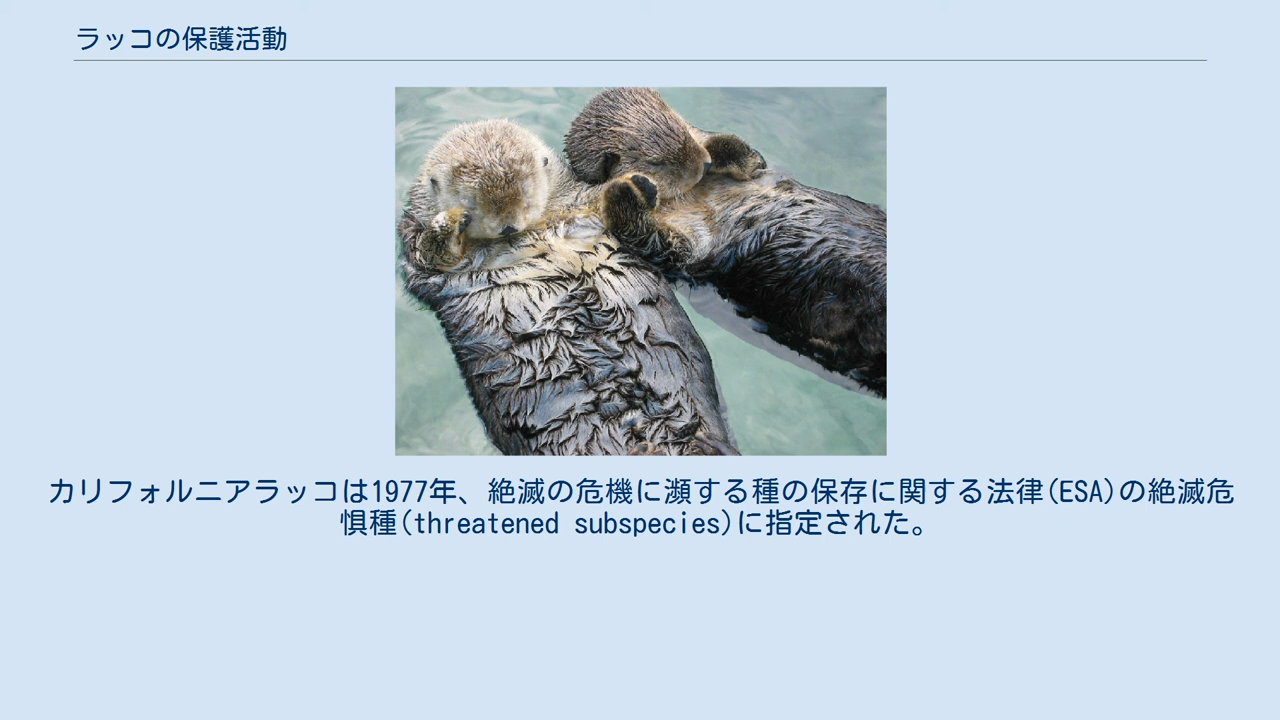 ラッコの保護活動
カリフォルニアラッコは1977年、絶滅の危機に瀕する種の保存に関する法律(ESA)の絶滅危
惧種(threatened subspecies)に指定された。